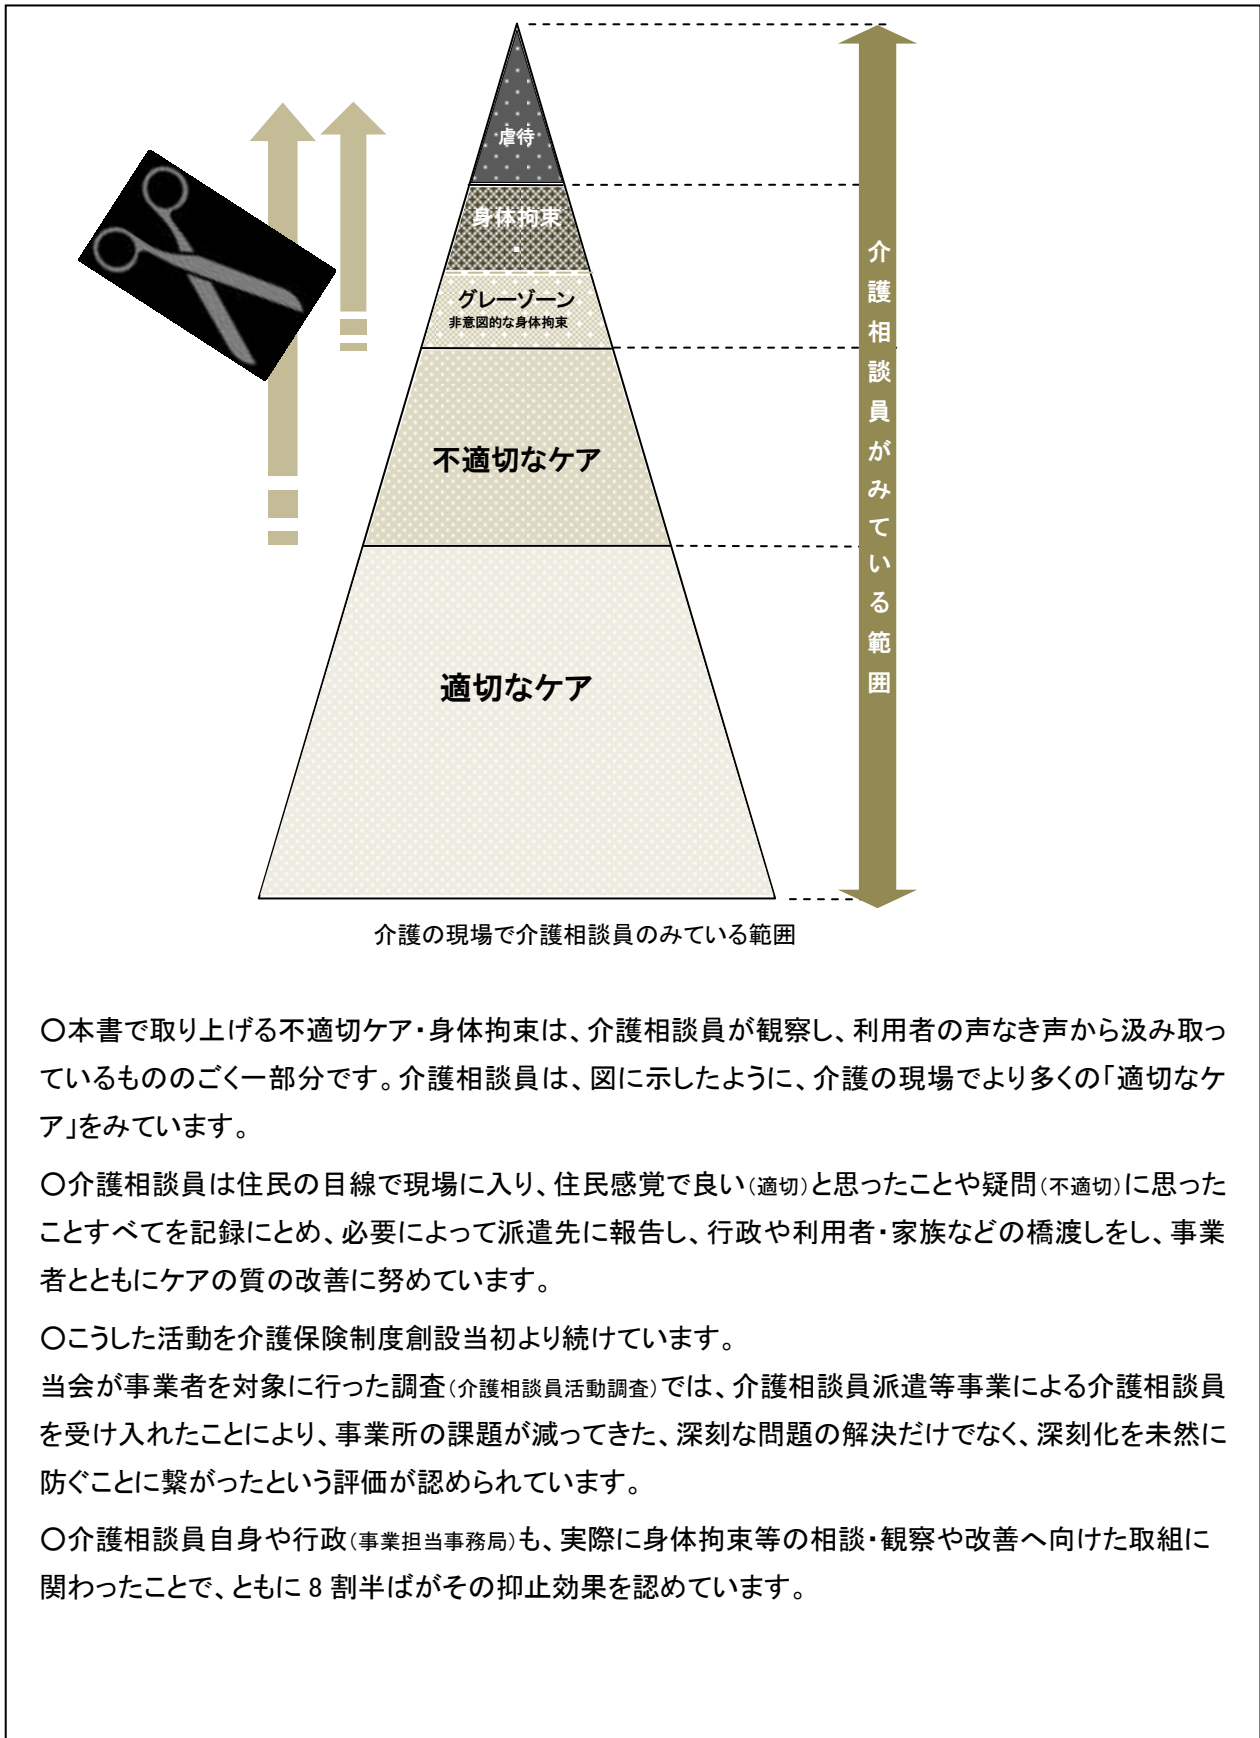 虐待
身体拘束
・
グレーゾーン
非意図的な身体拘束
不適切なケア
適切なケア
介護相談員がみている範囲
介護の現場で介護相談員のみている範囲
○本書で取り上げる不適切ケア・身体拘束は、介護相談員が観察し、利用者の声なき声から汲み取っ
ているもののごく一部分です。介護相談員は、図に示したように、介護の現場でより多くの「適切なケ
ア」をみています。
○介護相談員は住民の目線で現場に入り、住民感覚で良い(適切)と思ったことや疑問(不適切)に思った
ことすべてを記録にとめ、必要によって派遣先に報告し、行政や利用者・家族などの橋渡しをし、事業
者とともにケアの質の改善に努めています。
○こうした活動を介護保険制度創設当初より続けています。
当会が事業者を対象に行った調査(介護相談員活動調査)では、介護相談員派遣等事業による介護相談員
を受け入れたことにより、事業所の課題が減ってきた、深刻な問題の解決だけでなく、深刻化を未然に
防ぐことに繋がったという評価が認められています。
○介護相談員自身や行政(事業担当事務局)も、実際に身体拘束等の相談・観察や改善へ向けた取組に
関わったことで、ともに 8 割半ばがその抑止効果を認めています。